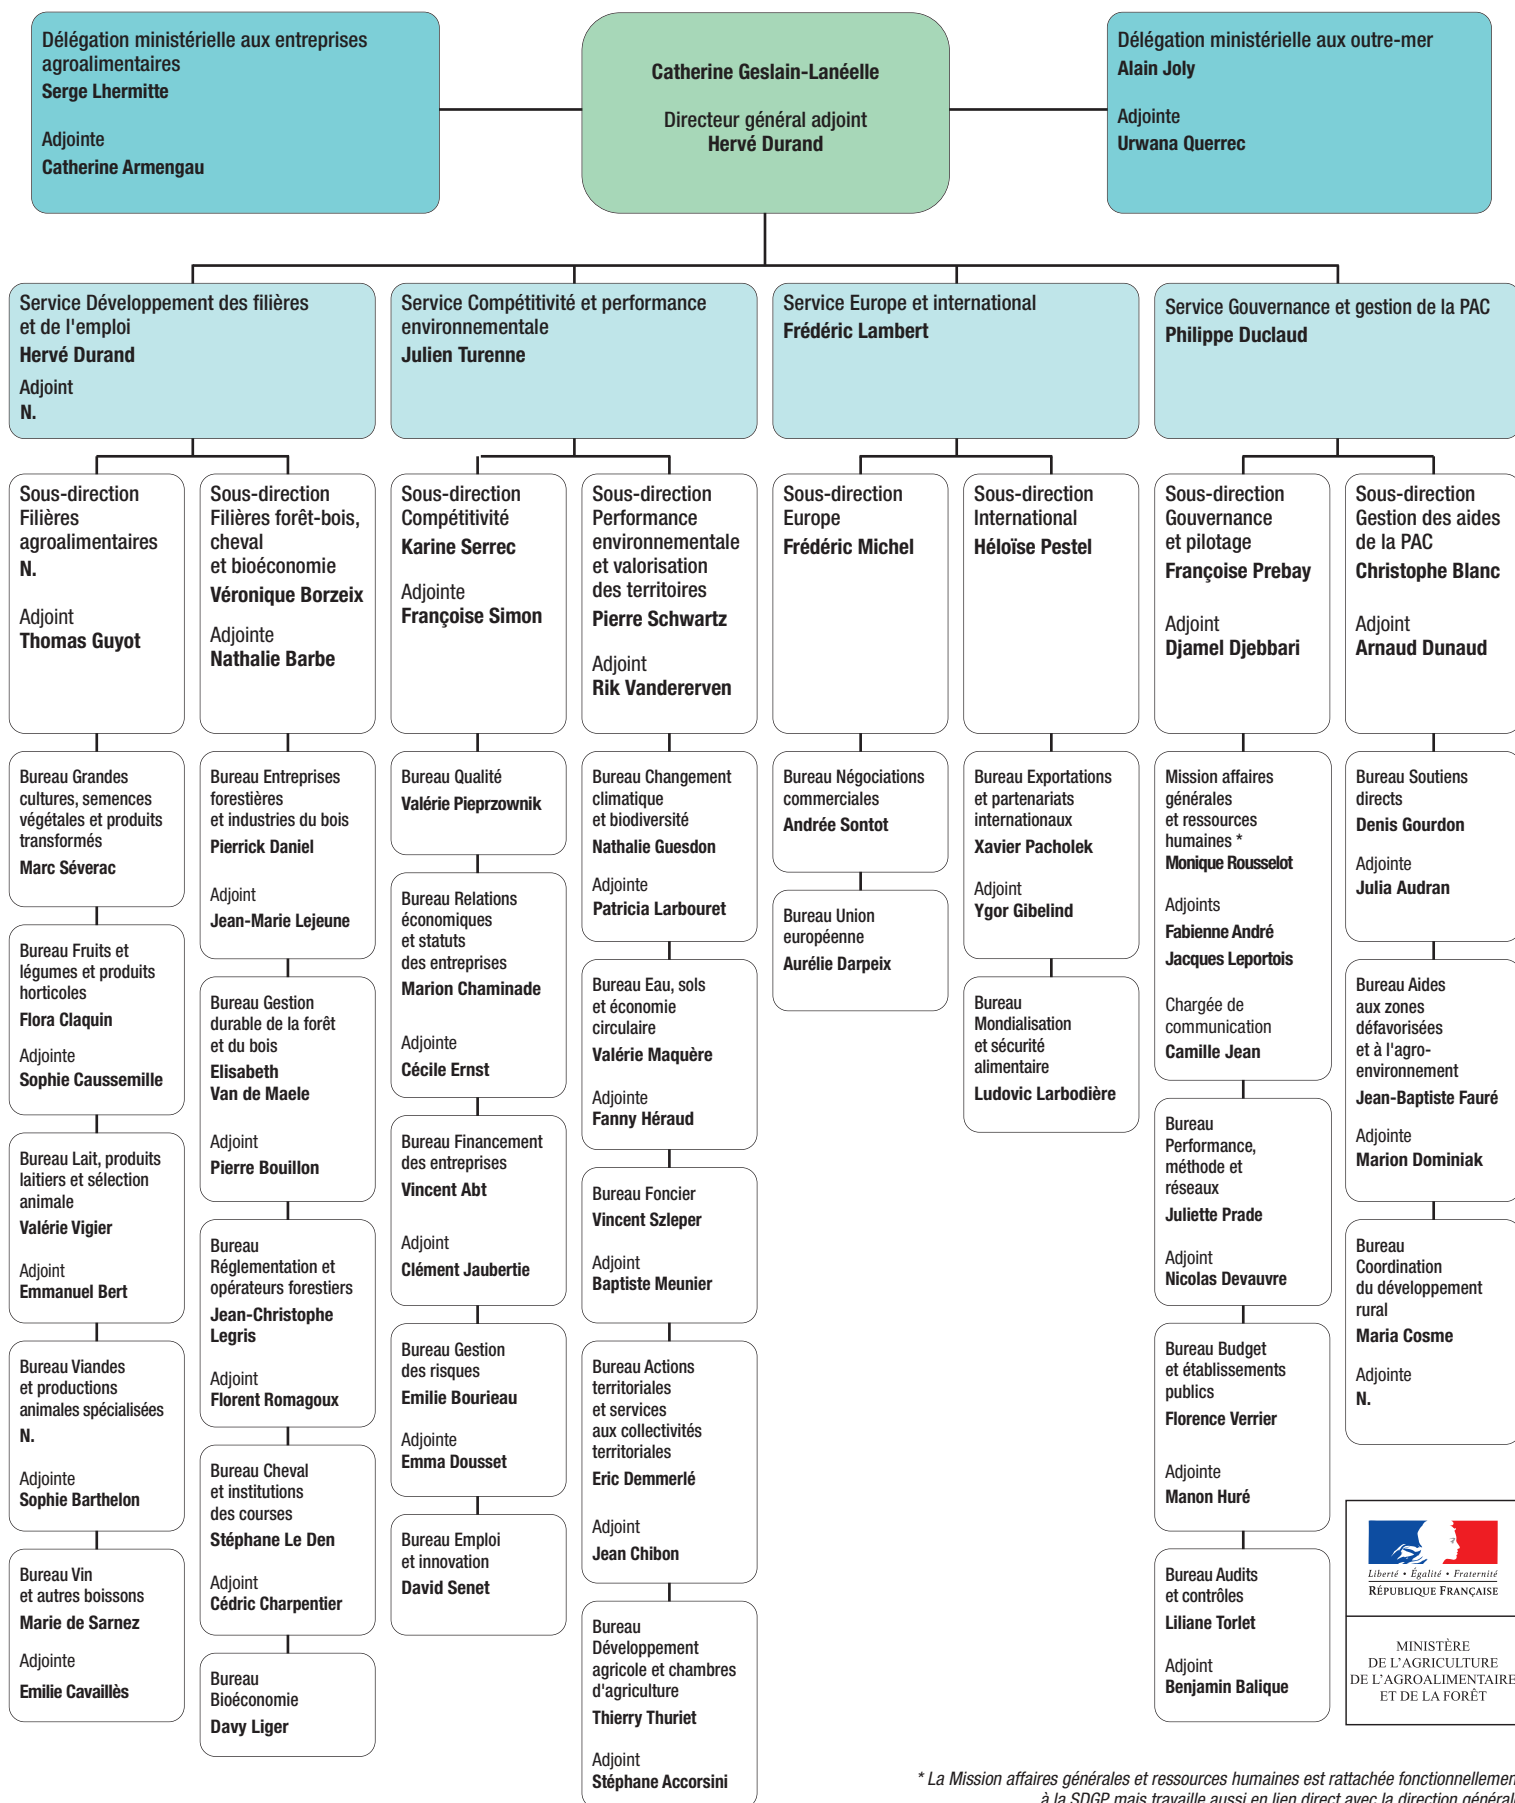 Délégation ministérielle aux entreprises
agroalimentaires
Serge Lhermitte
Adjointe
Catherine Armengau
Catherine Geslain-Lanéelle
Directeur général adjoint
Hervé Durand
Délégation ministérielle aux outre-mer
Alain Joly
Adjointe
Urwana Querrec
Service Développement des filières
et de l'emploi
Hervé Durand
Adjoint
N.
Service Compétitivité et performance
environnementale
Julien Turenne
Service Europe et international
Frédéric Lambert
Service Gouvernance et gestion de la PAC
Philippe Duclaud
Sous-direction
Filières
agroalimentaires
N.
Adjoint
Thomas Guyot
Bureau Grandes
cultures, semences
végétales et produits
transformés
Marc Séverac
Bureau Fruits et
légumes et produits
horticoles
Flora Claquin
Adjointe
Sophie Caussemille
Bureau Lait, produits
laitiers et sélection
animale
Valérie Vigier
Adjoint
Emmanuel Bert
Bureau Viandes
et productions
animales spécialisées
N.
Adjointe
Sophie Barthelon
Bureau Vin
et autres boissons
Marie de Sarnez
Adjointe
Emilie Cavaillès
Sous-direction
Filières forêt-bois,
cheval
et bioéconomie
Véronique Borzeix
Adjointe
Nathalie Barbe
Bureau Entreprises
forestières
et industries du bois
Pierrick Daniel
Adjoint
Jean-Marie Lejeune
Bureau Gestion
durable de la forêt
et du bois
Elisabeth
Van de Maele
Adjoint
Pierre Bouillon
Bureau
Réglementation et
opérateurs forestiers
Jean-Christophe
Legris
Adjoint
Florent Romagoux
Bureau Cheval
et institutions
des courses
Stéphane Le Den
Adjoint
Cédric Charpentier
Bureau
Bioéconomie
Davy Liger
Sous-direction
Compétitivité
Karine Serrec
Adjointe
Françoise Simon
Bureau Qualité
Valérie Pieprzownik
Bureau Relations
économiques
et statuts
des entreprises
Marion Chaminade
Adjointe
Cécile Ernst
Bureau Financement
des entreprises
Vincent Abt
Adjoint
Clément Jaubertie
Bureau Gestion
des risques
Emilie Bourieau
Adjointe
Emma Dousset
Bureau Emploi
et innovation
David Senet
Sous-direction
Performance
environnementale
et valorisation
des territoires
Pierre Schwartz
Adjoint
Rik Vandererven
Bureau Changement
climatique
et biodiversité
Nathalie Guesdon
Adjointe
Patricia Larbouret
Bureau Eau, sols
et économie
circulaire
Valérie Maquère
Adjointe
Fanny Héraud
Bureau Foncier
Vincent Szleper
Adjoint
Baptiste Meunier
Bureau Actions
territoriales
et services
aux collectivités
territoriales
Eric Demmerlé
Adjoint
Jean Chibon
Bureau
Développement
agricole et chambres
d'agriculture
Thierry Thuriet
Adjoint
Stéphane Accorsini
Sous-direction
Europe
Frédéric Michel
Bureau Négociations
commerciales
Andrée Sontot
Bureau Union
européenne
Aurélie Darpeix
Sous-direction
International
Héloïse Pestel
Bureau Exportations
et partenariats
internationaux
Xavier Pacholek
Adjoint
Ygor Gibelind
Bureau
Mondialisation
et sécurité
alimentaire
Ludovic Larbodière
Sous-direction
Gouvernance
et pilotage
Françoise Prebay
Adjoint
Djamel Djebbari
Mission affaires
générales
et ressources
humaines *
Monique Rousselot
Adjoints
Fabienne André
Jacques Leportois
Chargée de
communication
Camille Jean
Bureau
Performance,
méthode et
réseaux
Juliette Prade
Adjoint
Nicolas Devauvre
Bureau Budget
et établissements
publics
Florence Verrier
Adjointe
Manon Huré
Bureau Audits
et contrôles
Liliane Torlet
Adjoint
Benjamin Balique
Sous-direction
Gestion des aides
de la PAC
Christophe Blanc
Adjoint
Arnaud Dunaud
Bureau Soutiens
directs
Denis Gourdon
Adjointe
Julia Audran
Bureau Aides
aux zones
défavorisées
et à l'agro-
environnement
Jean-Baptiste Fauré
Adjointe
Marion Dominiak
Bureau
Coordination
du développement
rural
Maria Cosme
Adjointe
N.
Liberté • Égalité • Fraternité
RÉPUBLIQUE FRANÇAISE
MINISTÈRE
DE L'AGRICULTURE
DE L'AGROALIMENTAIRE
ET DE LA FORÊT
* La Mission affaires générales et ressources humaines est rattachée fonctionnellement
à la SDGP mais travaille aussi en lien direct avec la direction générale